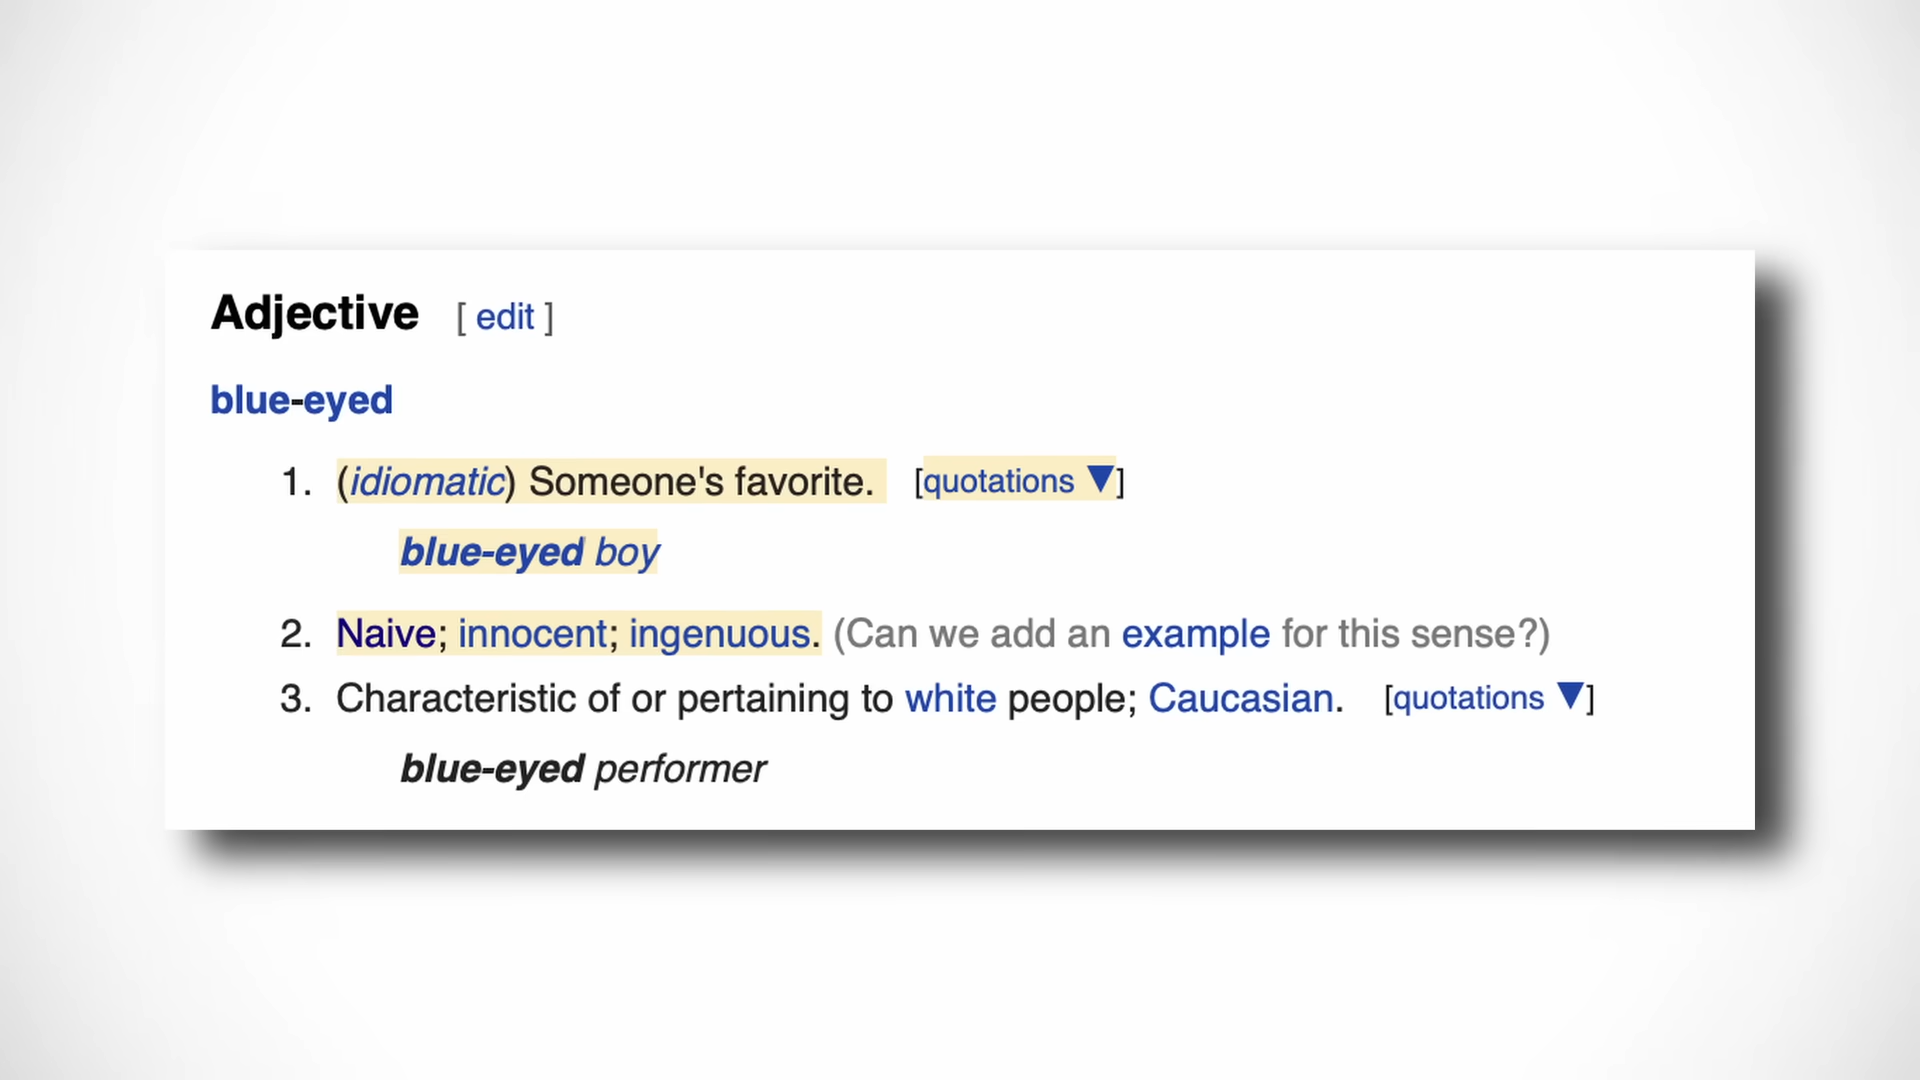 Adjective [ edit ]
blue-eyed
1. (idiomatic) Someone's favorite. [quotations ▼]
blue-eyed boy
2. Naive; innocent; ingenuous. (Can we add an example for this sense?)
3. Characteristic of or pertaining to white people; Caucasian. [quotations ▼]
blue-eyed performer